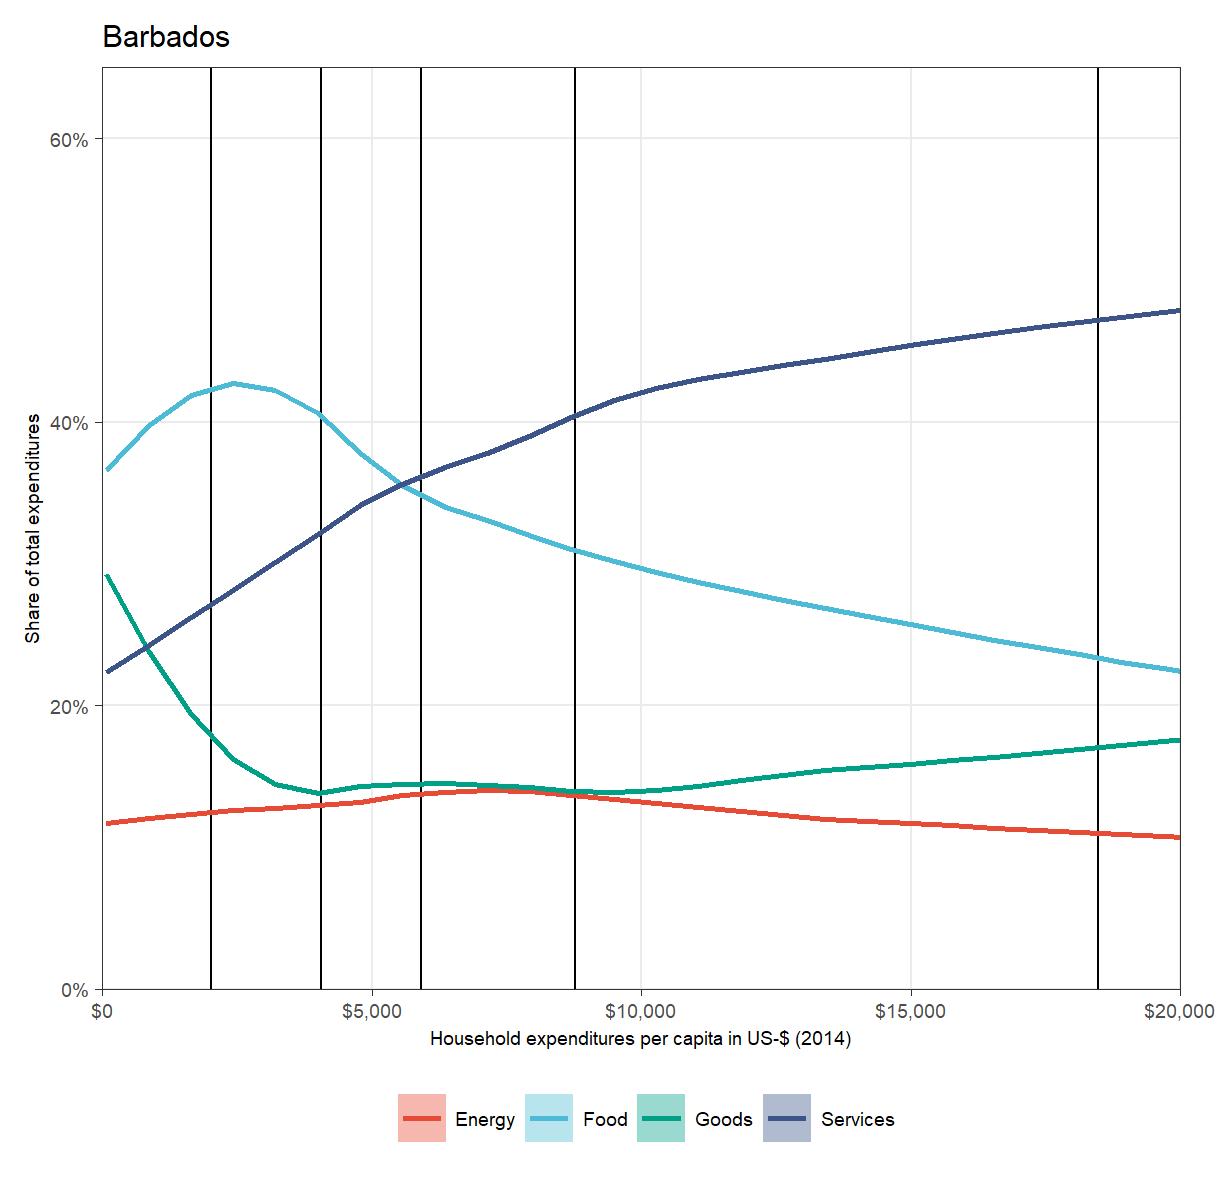 Barbados
60%
40%
20%
0%
Share of total expenditures
$0 $5,000 $10,000 $15,000 $20,000
Household expenditures per capita in US-$ (2014)
Energy Food Goods Services